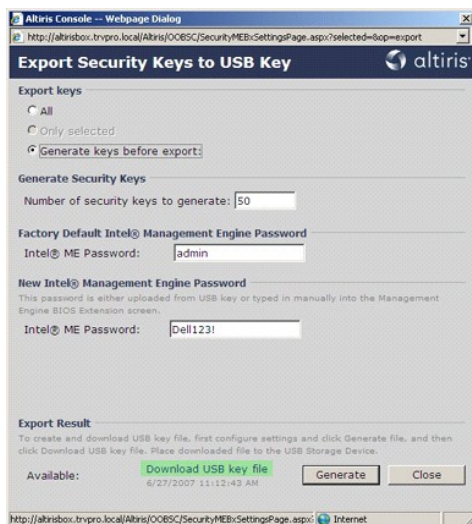 Altiris Console -- Webpage Dialog
http://altirisbox.trvpro.local/Altiris/OOBSC/SecurityMEBxSettingsPage.aspx?selected=&op=export
Export Security Keys to USB Key
altiris
Export keys
All
Only selected
Generate keys before export:
Generate Security Keys
Number of security keys to generate: 50
Factory Default Intel® Management Engine Password
Intel® ME Password: admin
New Intel® Management Engine Password
This password is either uploaded from USB key or typed in manually into the Management
Engine BIOS Extension screen.
Intel® ME Password: Dell123!
Export Result
To create and download USB key file, first configure settings and click Generate file, and then
click Download USB key file. Place downloaded file to the USB Storage Device.
Available: Download USB key file Generate Close
6/27/2007 11:12:43 AM
http://altirisbox.trvpro.local/Altiris/OOBSC/SecurityMEBxSettingsPage.aspx? Internet